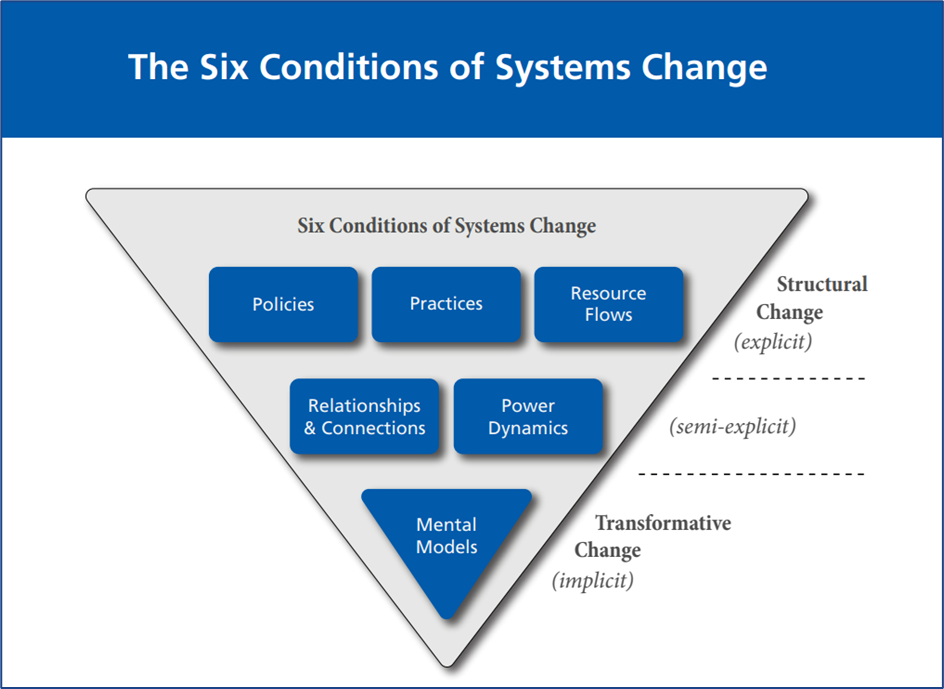 The Six Conditions of Systems Change
Six Conditions of Systems Change
Policies
Practices
Resource
Flows
Structural
Change
(explicit)
Relationships
& Connections
Power
Dynamics
(semi-explicit)
Mental
Models
Transformative
Change
(implicit)